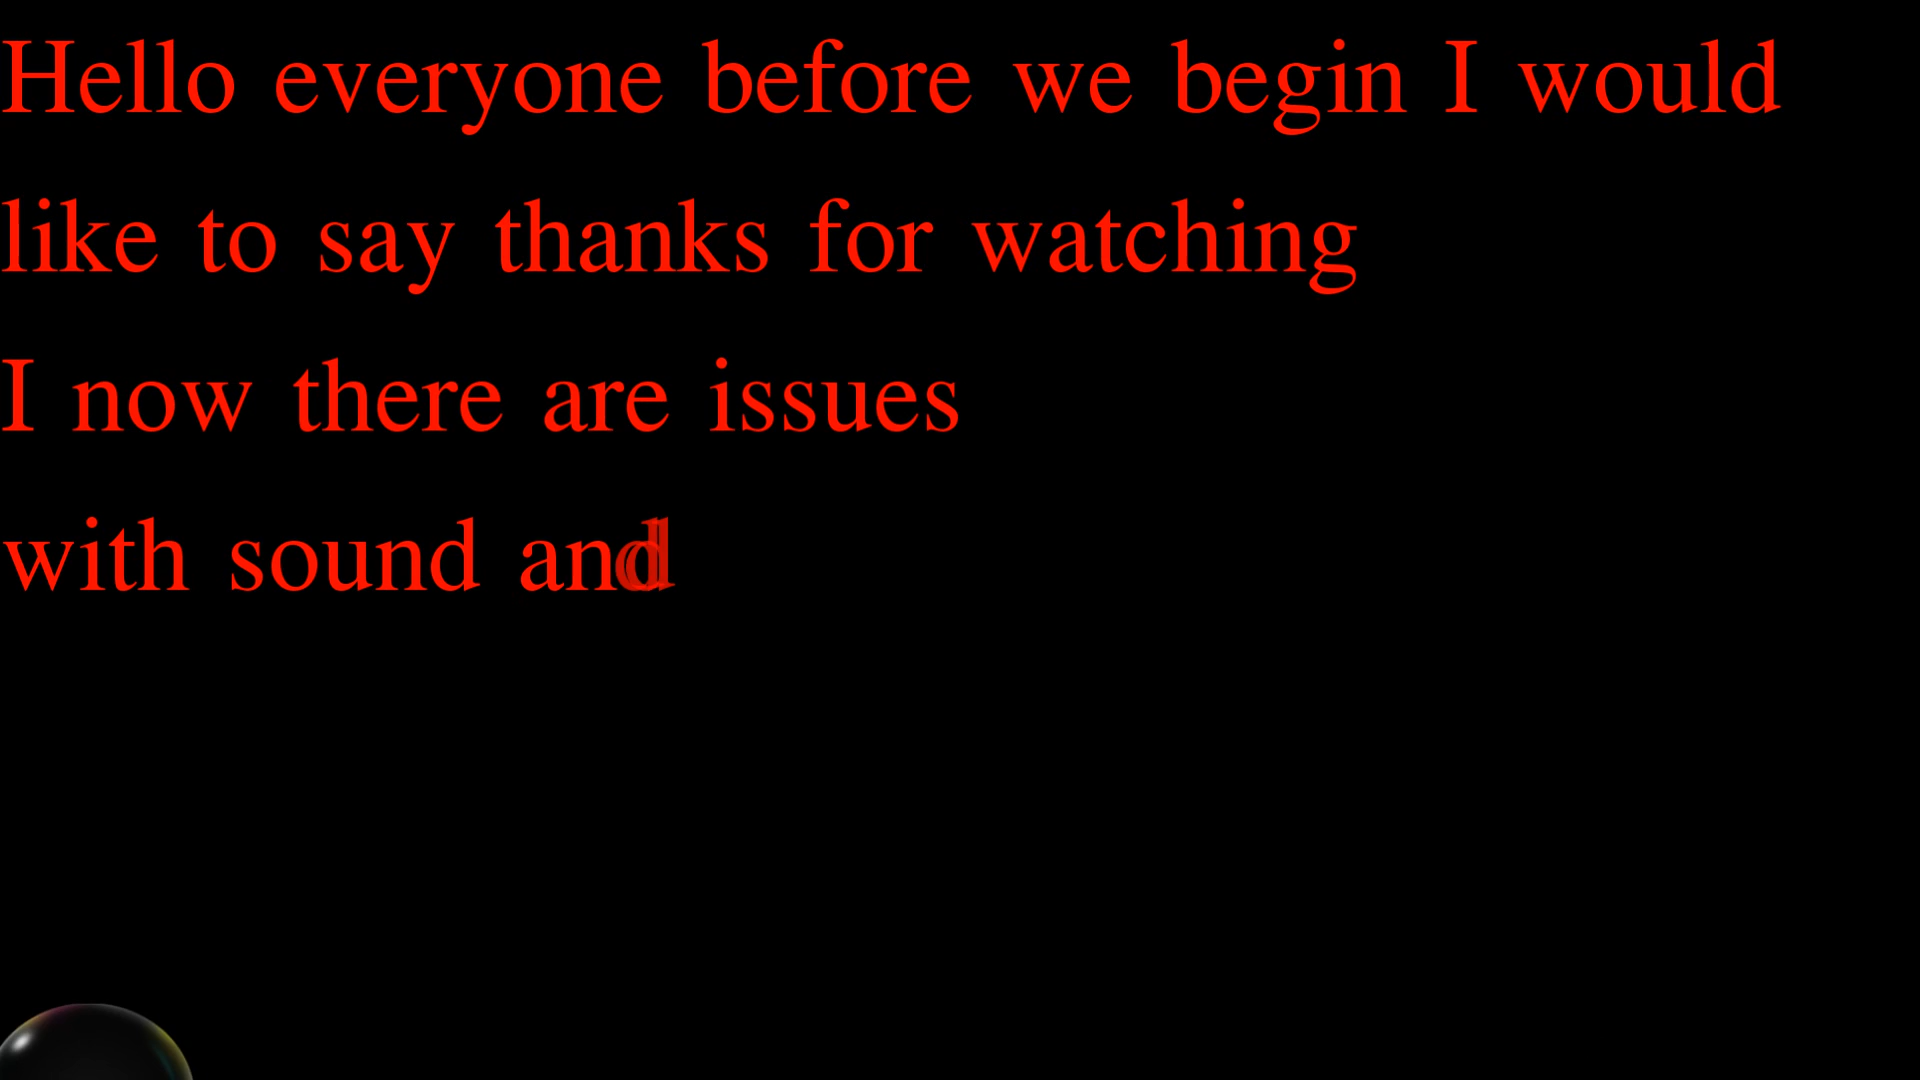 Hello everyone before we begin I would
like to say thanks for watching
I now there are issues
with sound and